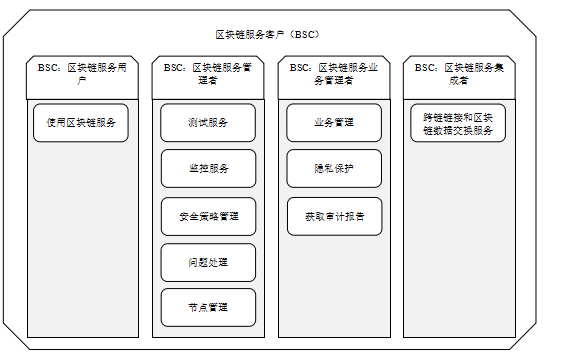 区块链服务客户（BSC）
BSC：区块链服务用
户
使用区块链服务
BSC：区块链服务管
理者
测试服务
监控服务
安全策略管理
问题处理
节点管理
BSC：区块链服务业
务管理者
业务管理
隐私保护
获取审计报告
BSC：区块链服务集
成者
跨链链接和区块
链数据交换服务